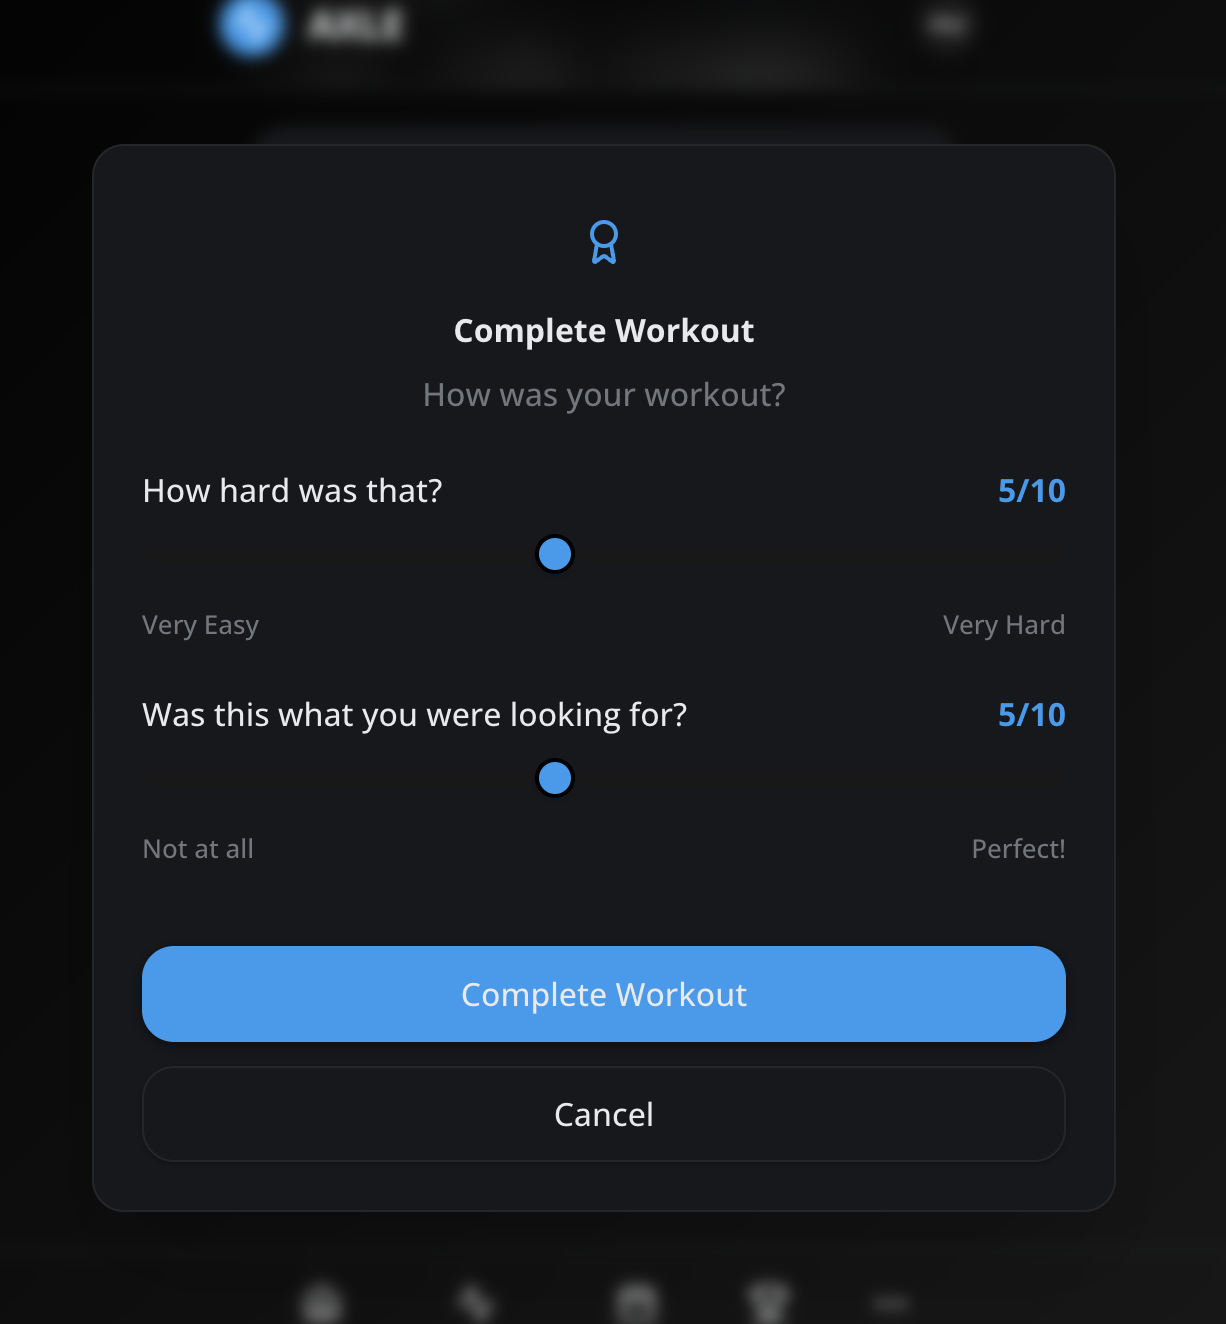 AXLE
Complete Workout
How was your workout?
How hard was that? 5/10
Very Easy Very Hard
Was this what you were looking for? 5/10
Not at all Perfect!
Complete Workout
Cancel